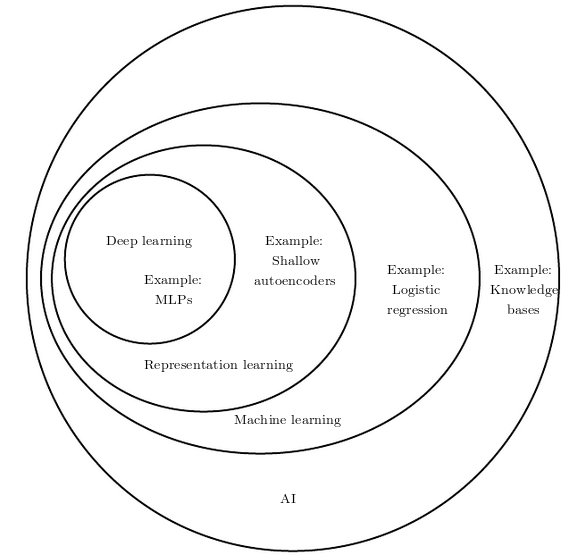 Deep learning
Example:
MLPs
Example:
Shallow
autoencoders
Example:
Logistic
regression
Example:
Knowledge
bases
Representation learning
Machine learning
AI